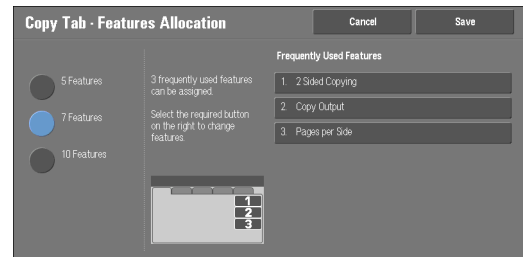 Copy Tab - Features Allocation
Cancel
Save
5 Features
7 Features
10 Features
3 frequently used features
can be assigned.
Select the required button
on the right to change
features.
1
2
3
Frequently Used Features
1. 2 Sided Copying
2. Copy Output
3. Pages per Side